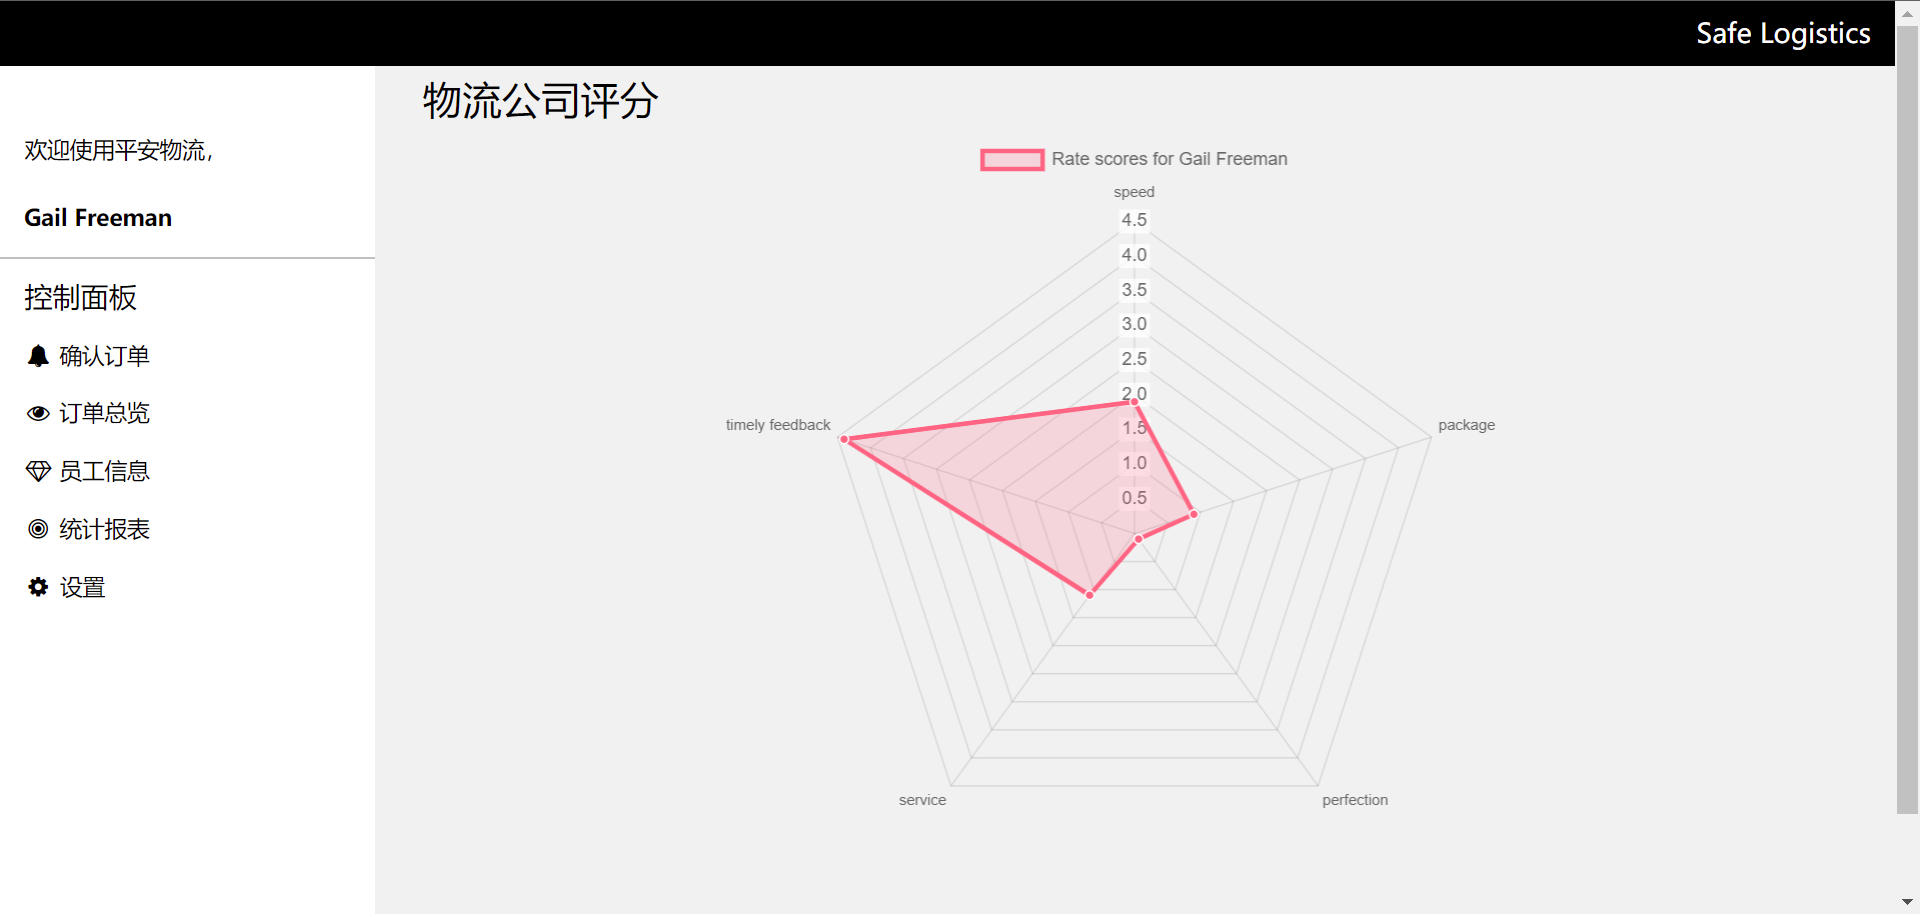 Safe Logistics
欢迎使用平安物流，
Gail Freeman
控制面板
确认订单
订单总览
员工信息
统计报表
设置
物流公司评分
Rate scores for Gail Freeman
speed
4.5
4.0
3.5
3.0
2.5
2.0
1.5
1.0
0.5
timely feedback
package
service
perfection